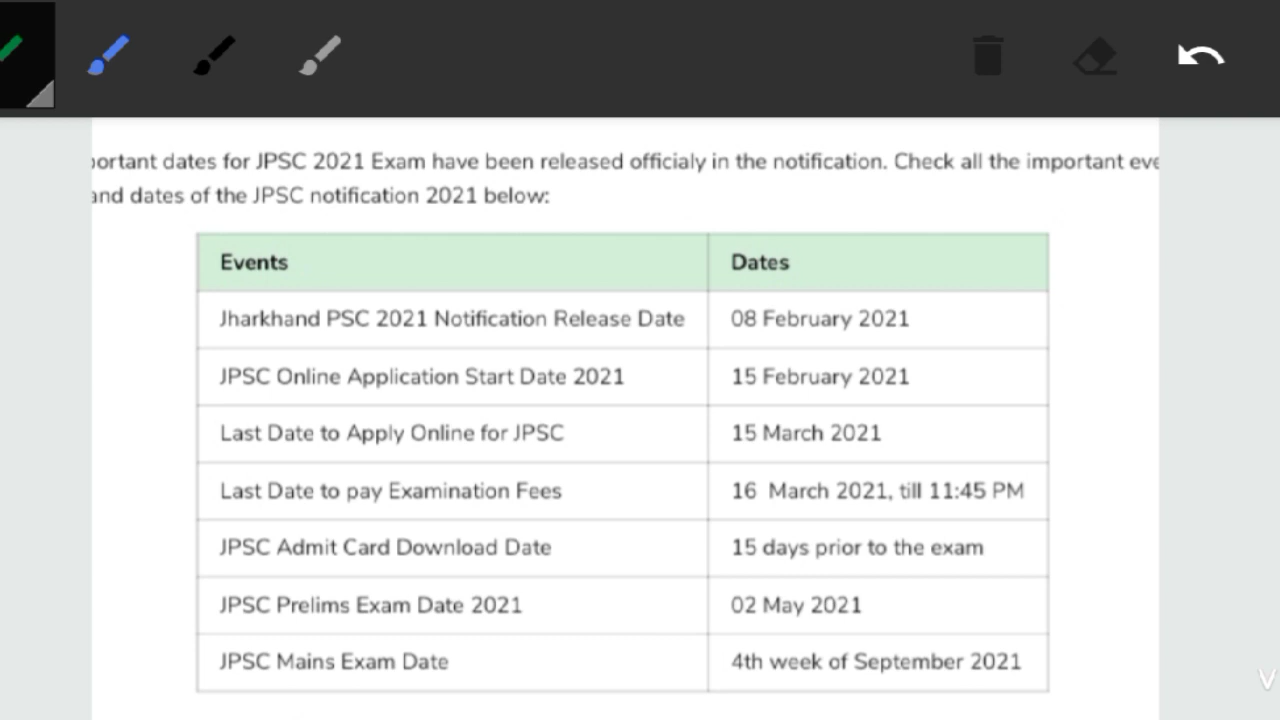 portant dates for JPSC 2021 Exam have been released officialy in the notification. Check all the important eve
and dates of the JPSC notification 2021 below:
Events Dates
Jharkhand PSC 2021 Notification Release Date 08 February 2021
JPSC Online Application Start Date 2021 15 February 2021
Last Date to Apply Online for JPSC 15 March 2021
Last Date to pay Examination Fees 16 March 2021, till 11:45 PM
JPSC Admit Card Download Date 15 days prior to the exam
JPSC Prelims Exam Date 2021 02 May 2021
JPSC Mains Exam Date 4th week of September 2021
V